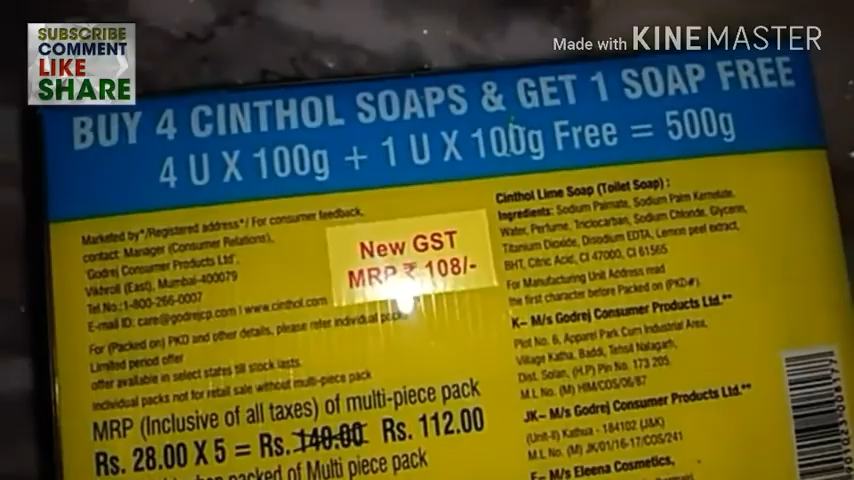 SUBSCRIBE
COMMENT
LIKE
SHARE
Made with KINEMASTER
BUY 4 CINTHOL SOAPS & GET 1 SOAP FREE
4 U X 100g + 1 U X 100g Free = 500g
Marketed by*/Registered address*/ For consumer feedback,
contact: Manager (Consumer Relations),
'Godrej Consumer Products Ltd'.
Vikhroli (East), Mumbai-400079
Tel.No.:1-800-266-0007
E-mail ID: care@godrejcp.com I www.cinthol.com
For (Packed on) PKD and other details, please refer individual packs
Limited period offer
offer available in select states till stock lasts.
Individual packs not for retail sale without multi-piece pack
MRP (Inclusive of all taxes) of multi-piece pack
Rs. 28.00 X 5 = Rs. 140.00 Rs. 112.00
packed of Multi piece pack
New GST
MRP ₹ 108/-
Cinthol Lime Soap (Toilet Soap) :
Ingredients: Sodium Palmate, Sodium Palm Kernelate,
Water, Perfume, Triclocarban, Sodium Chloride, Glycerin,
Titanium Dioxide, Disodium EDTA, Lemon peel extract,
BHT, Citric Acid, CI 47000, CI 61565
For Manufacturing Unit Address read
the first character before Packed on (PKD#).
K– M/s Godrej Consumer Products Ltd.**
Plot No. 6, Apparel Park Cum Industrial Area,
Village Katha, Baddi, Tehsil Nalagarh,
Dist. Solan, (H.P) Pin No. 173 205.
M.L No. (M) HIM/COS/06/87
JK– M/s Godrej Consumer Products Ltd.**
(Unit-II) Kathua - 184102 (J&K)
M.L No. (M) JK/01/16-17/COS/241
E– M/s Eleena Cosmetics,